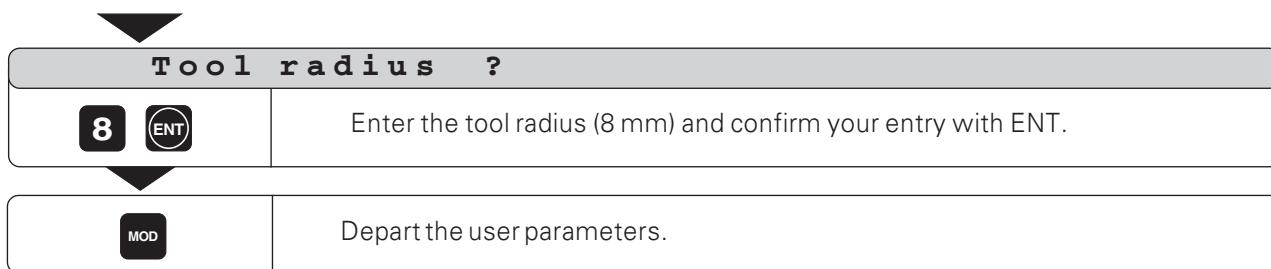 Tool radius ?
8 ENT Enter the tool radius (8 mm) and confirm your entry with ENT.
MOD Depart the user parameters.